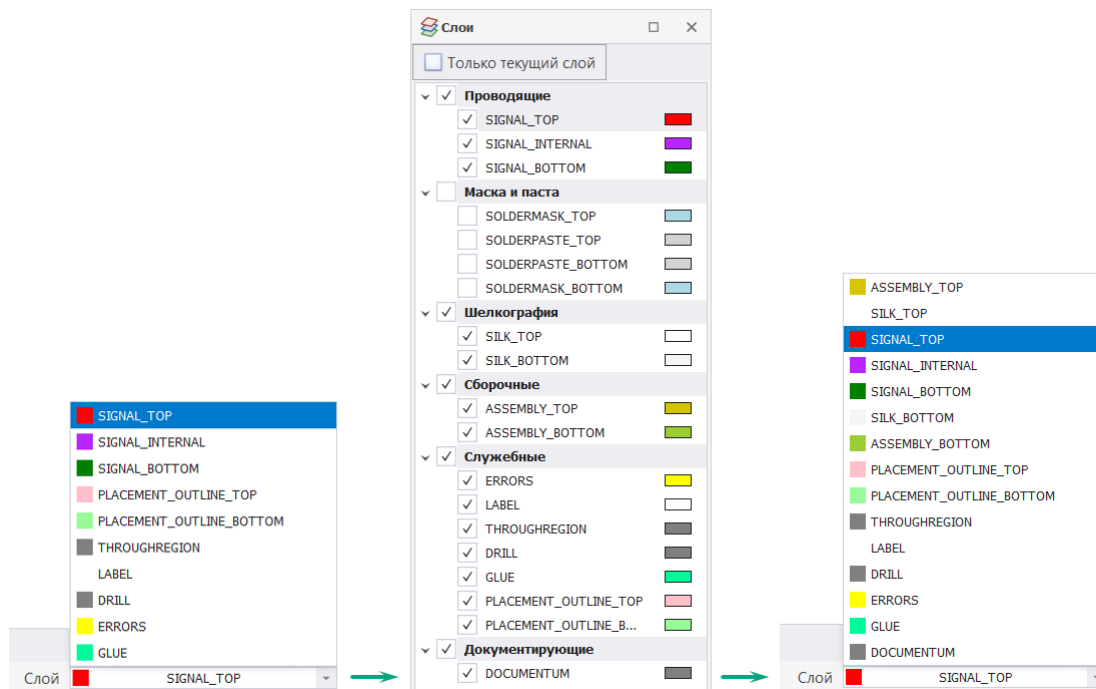 SIGNAL_TOP
SIGNAL_INTERNAL
SIGNAL_BOTTOM
PLACEMENT_OUTLINE_TOP
PLACEMENT_OUTLINE_BOTTOM
THROUGHREGION
LABEL
DRILL
ERRORS
GLUE
Слой SIGNAL_TOP
Слои
Только текущий слой
Проводящие
SIGNAL_TOP
SIGNAL_INTERNAL
SIGNAL_BOTTOM
Маска и паста
SOLDERMASK_TOP
SOLDERPASTE_TOP
SOLDERPASTE_BOTTOM
SOLDERMASK_BOTTOM
Шелкография
SILK_TOP
SILK_BOTTOM
Сборочные
ASSEMBLY_TOP
ASSEMBLY_BOTTOM
Служебные
ERRORS
LABEL
THROUGHREGION
DRILL
GLUE
PLACEMENT_OUTLINE_TOP
PLACEMENT_OUTLINE_B...
Документирующие
DOCUMENTUM
ASSEMBLY_TOP
SILK_TOP
SIGNAL_TOP
SIGNAL_INTERNAL
SIGNAL_BOTTOM
SILK_BOTTOM
ASSEMBLY_BOTTOM
PLACEMENT_OUTLINE_TOP
PLACEMENT_OUTLINE_BOTTOM
THROUGHREGION
LABEL
DRILL
ERRORS
GLUE
DOCUMENTUM
Слой SIGNAL_TOP